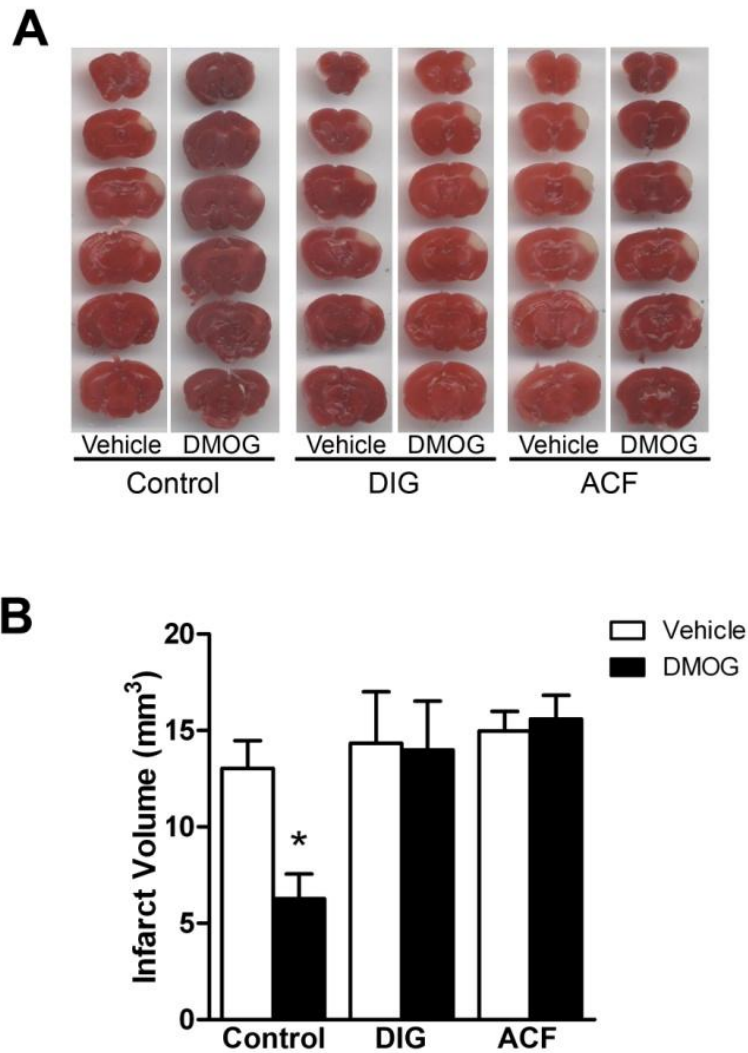 A
Vehicle DMOG Vehicle DMOG Vehicle DMOG
Control DIG ACF
B
Infarct Volume (mm³)
20
15
10
5
0
*
Vehicle
DMOG
Control DIG ACF